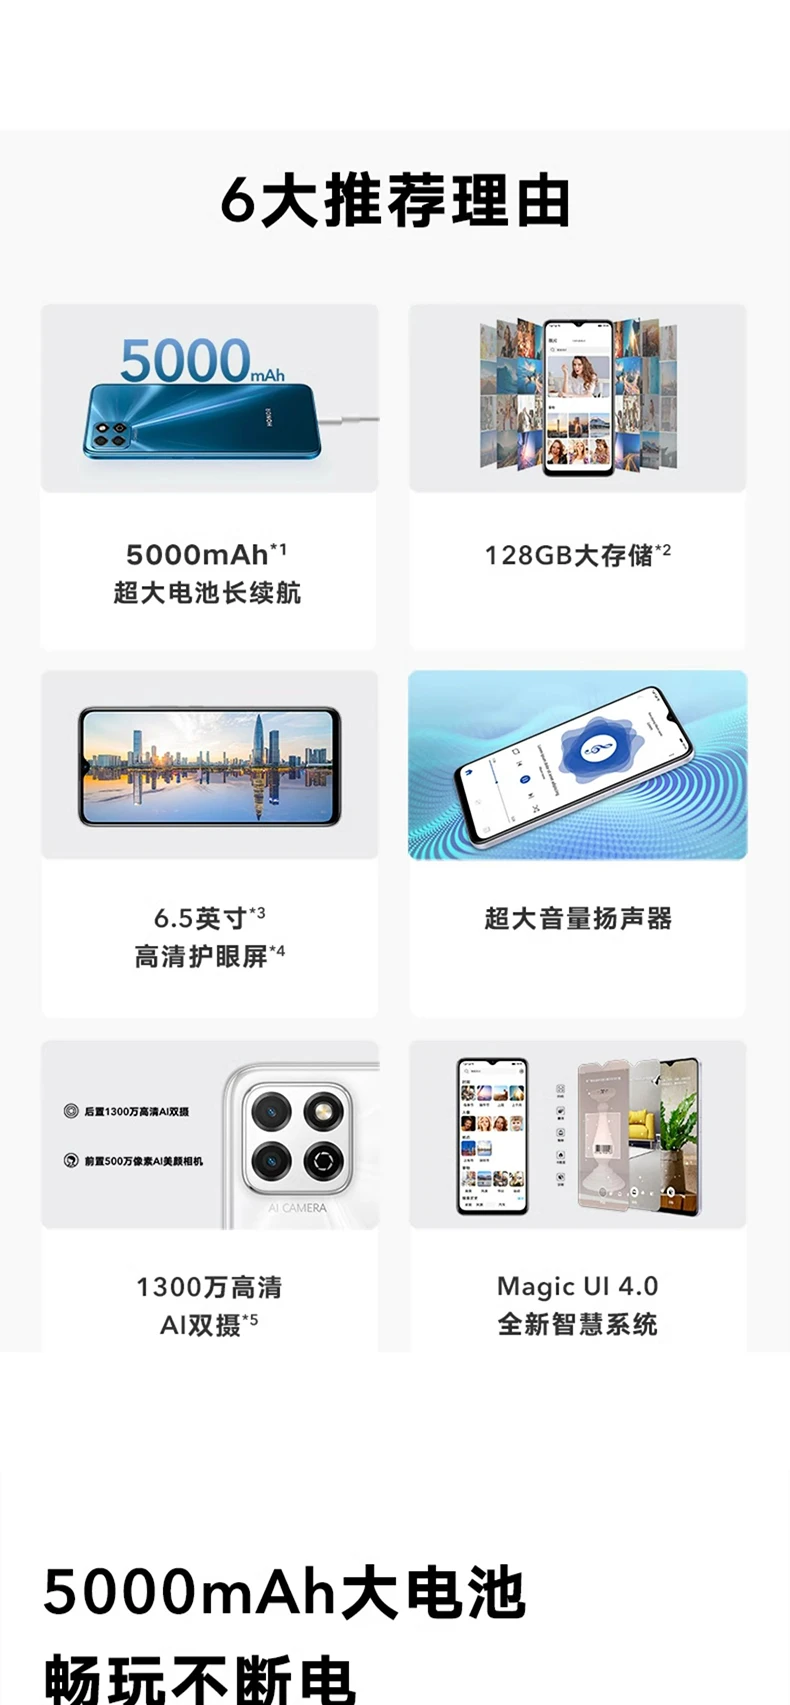 6大推荐理由
5000mAh
HONOR
5000mAh*1
超大电池长续航
128GB大存储*2
6.5英寸*3
高清护眼屏*4
超大音量扬声器
后置1300万高清AI双摄
前置500万像素AI美颜相机
AI CAMERA
1300万高清
AI双摄*5
Magic UI 4.0
全新智慧系统
5000mAh大电池
畅玩不断电